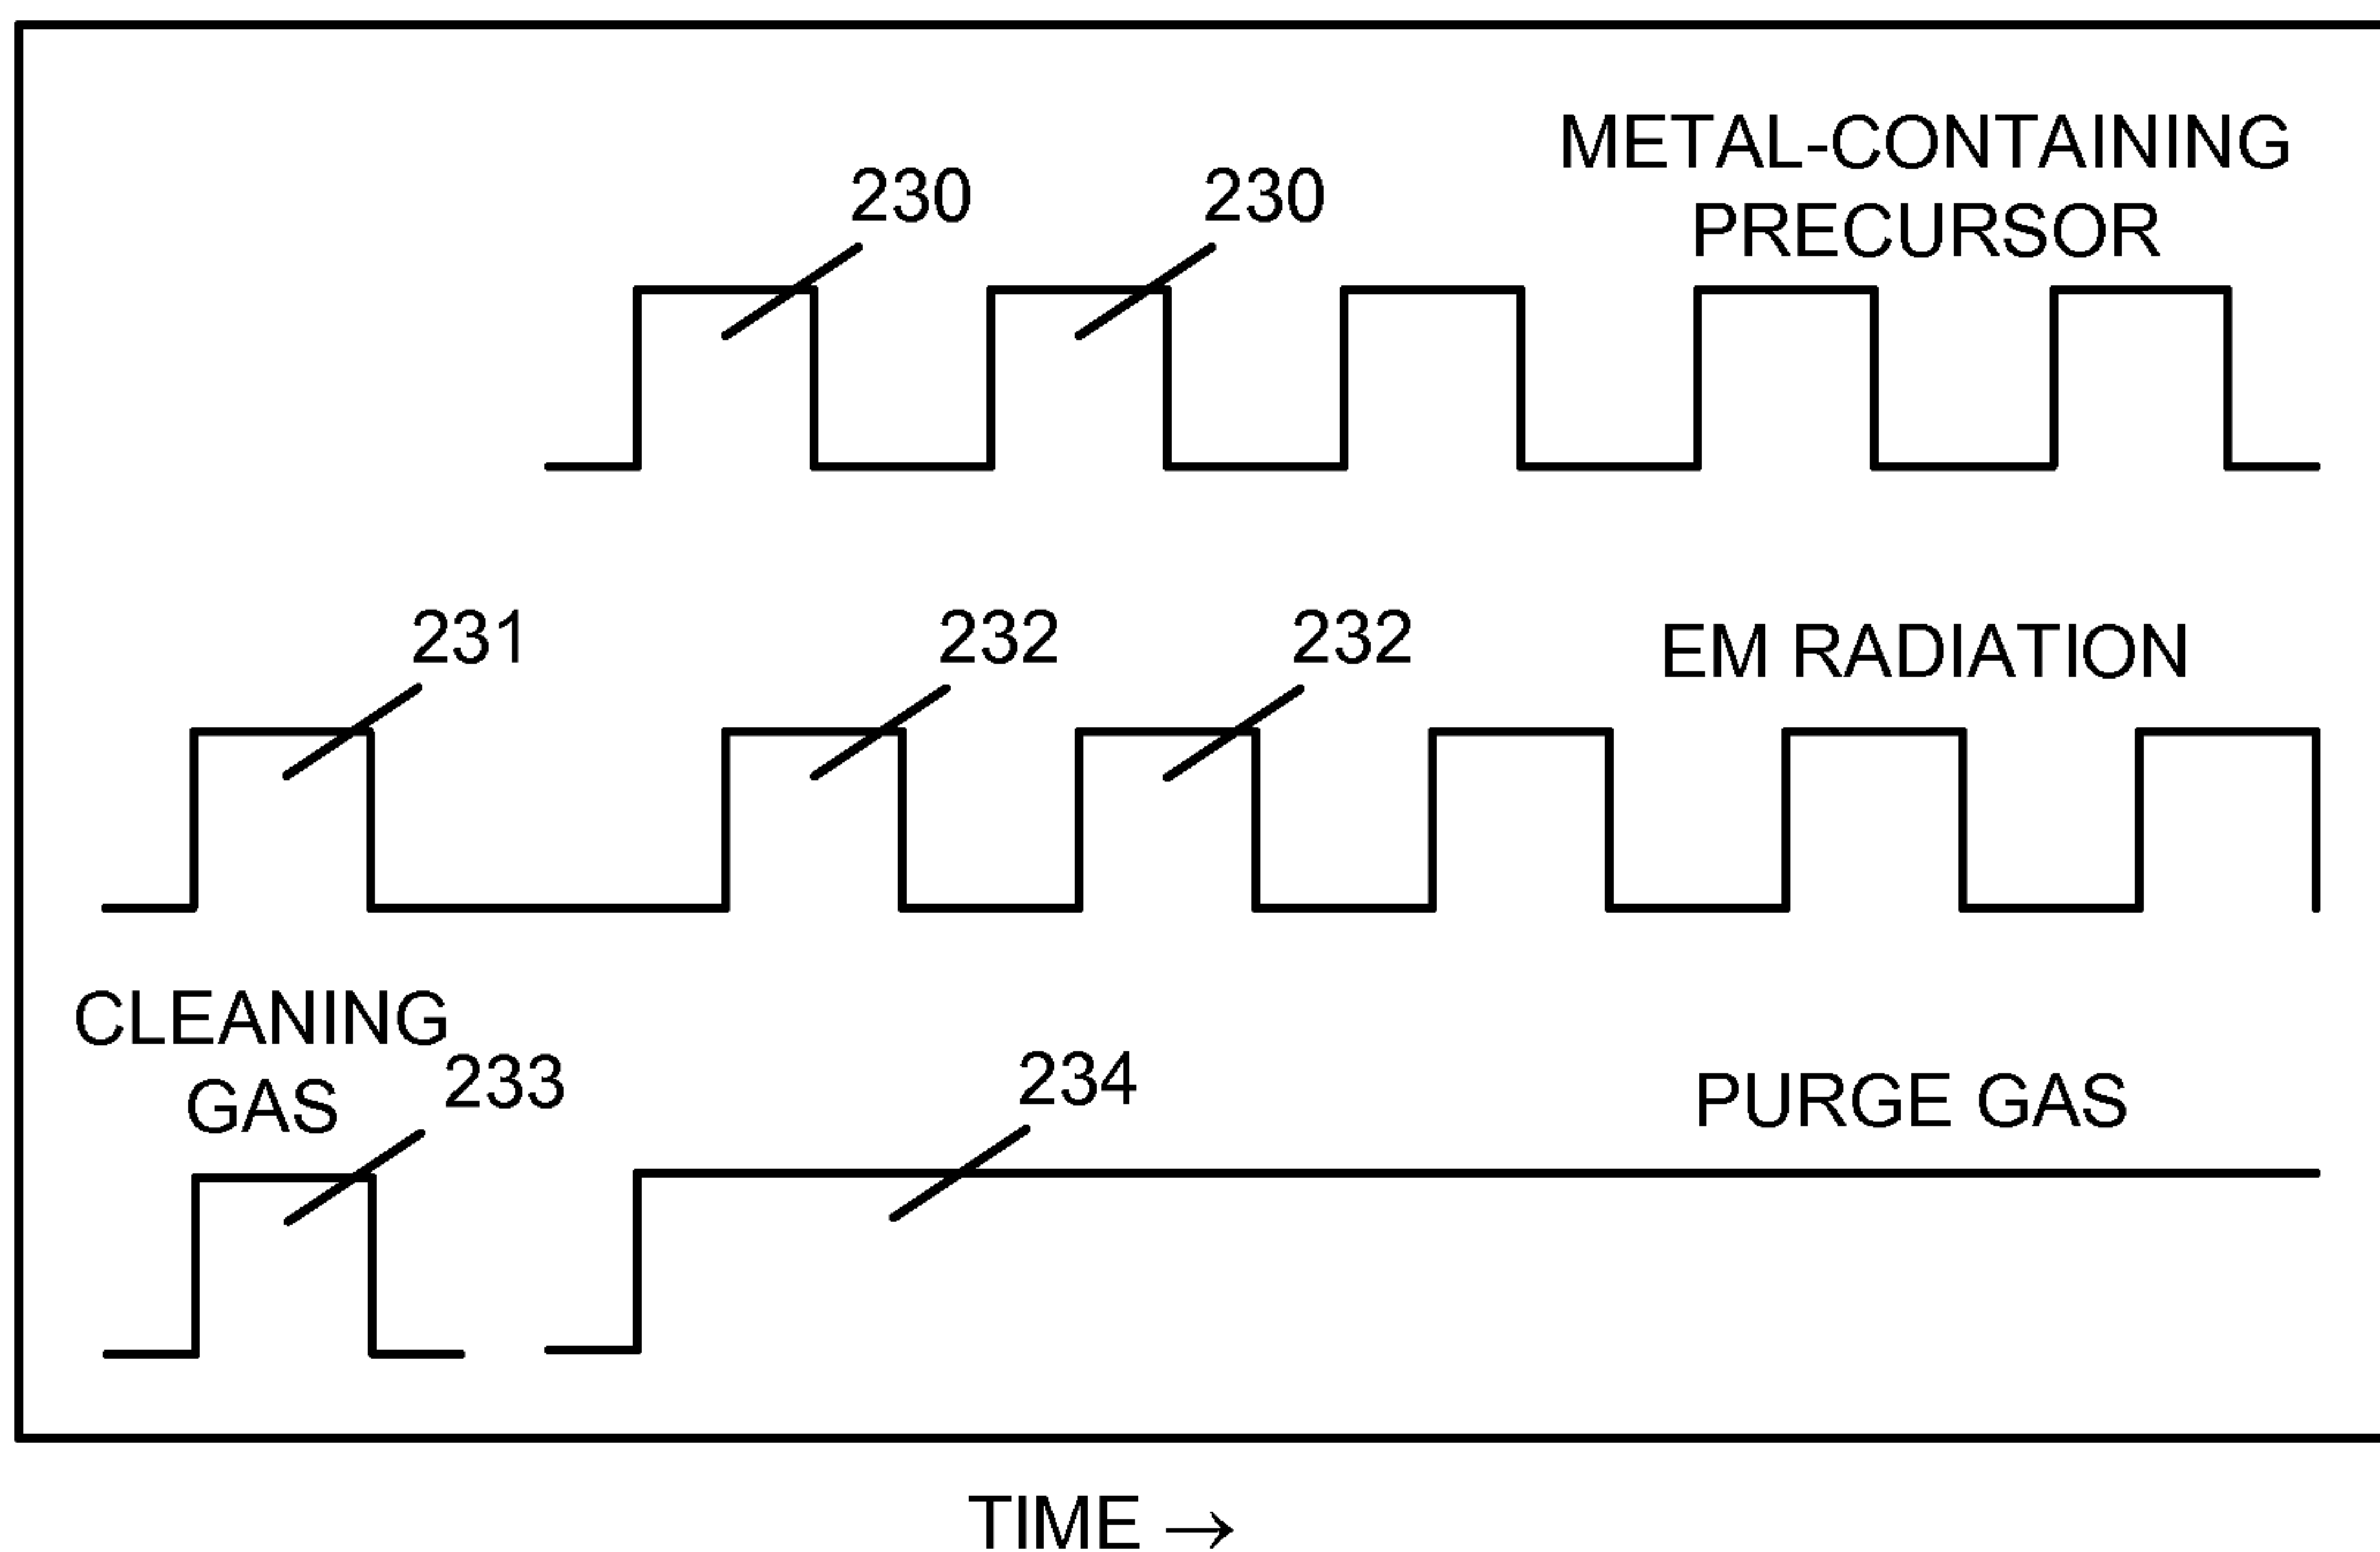 METAL-CONTAINING
PRECURSOR
230 230
231 232 232 EM RADIATION
CLEANING
GAS 233 234 PURGE GAS
TIME →